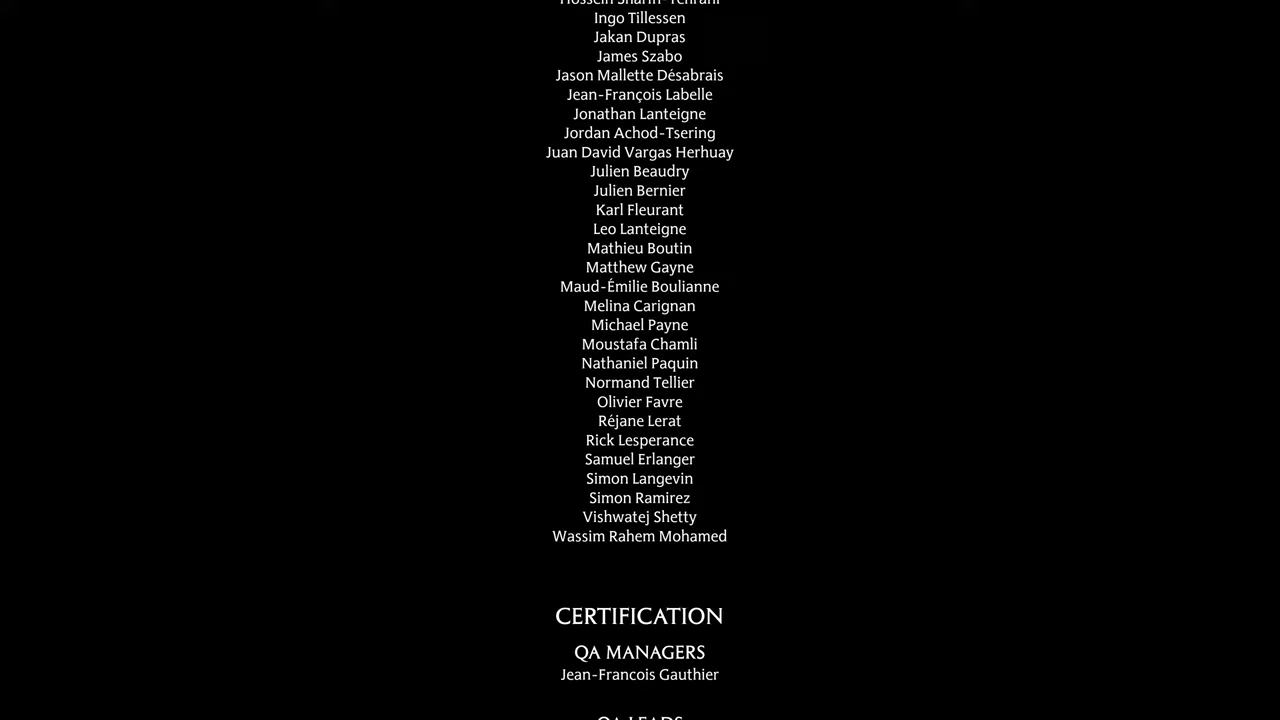 Ingo Tillessen
Jakan Dupras
James Szabo
Jason Mallette Désabrais
Jean-François Labelle
Jonathan Lanteigne
Jordan Achod-Tsering
Juan David Vargas Herhuay
Julien Beaudry
Julien Bernier
Karl Fleurant
Leo Lanteigne
Mathieu Boutin
Matthew Gayne
Maud-Émilie Boulianne
Melina Carignan
Michael Payne
Moustafa Chamli
Nathaniel Paquin
Normand Tellier
Olivier Favre
Réjane Lerat
Rick Lesperance
Samuel Erlanger
Simon Langevin
Simon Ramirez
Vishwatej Shetty
Wassim Rahem Mohamed
CERTIFICATION
QA MANAGERS
Jean-Francois Gauthier
QA LEADS